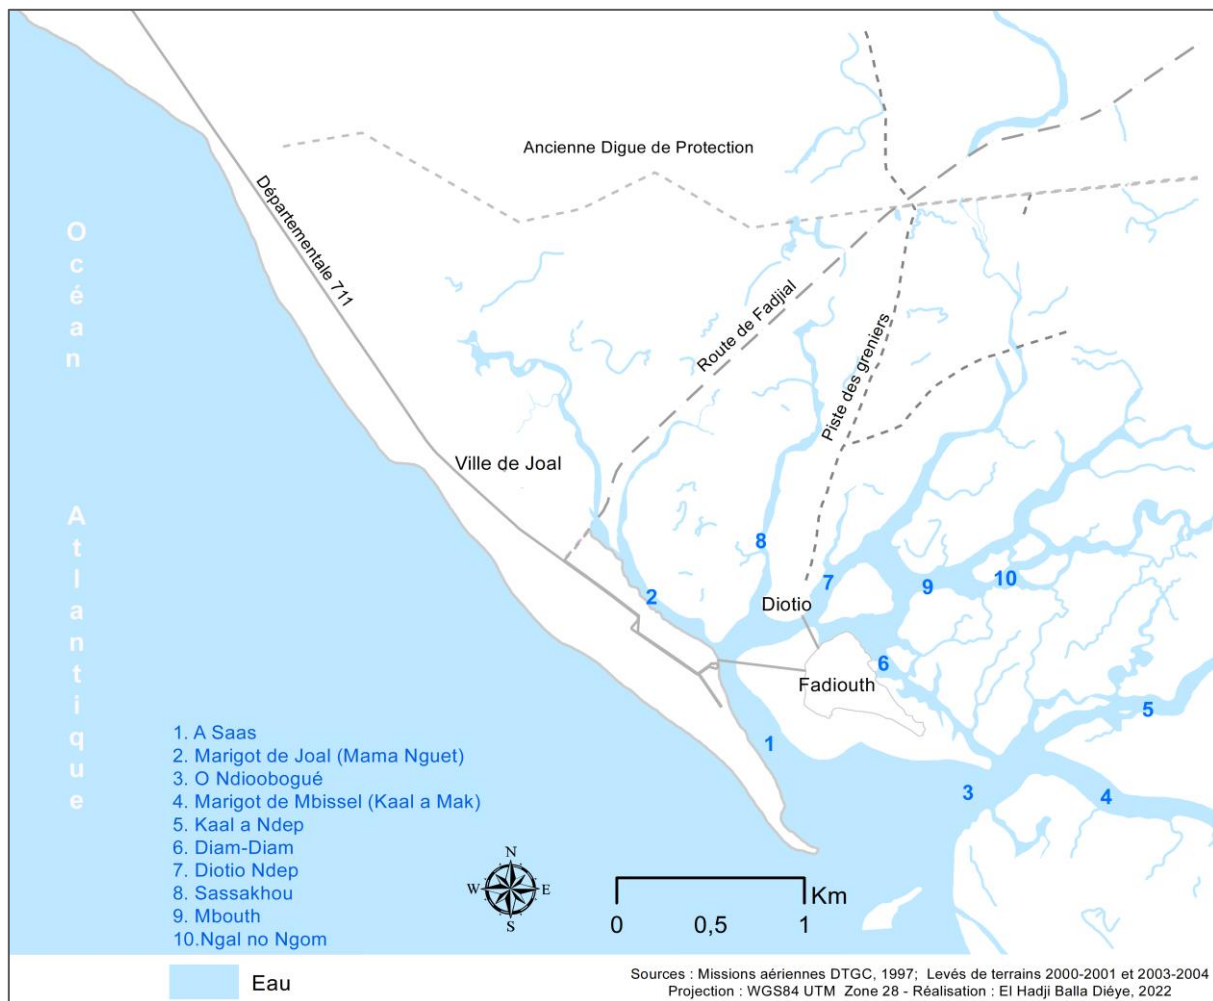 Ancienne Digue de Protection
Départementale 711
Océan
Atlantique
Route de Fadjial
Piste des greniers
Ville de Joal
8
2
7
9
10
Diotio
6
Fadiouth
5
1
3
4
1. A Saas
2. Marigot de Joal (Mama Nguet)
3. O Ndioobogué
4. Marigot de Mbissel (Kaal a Mak)
5. Kaal a Ndep
6. Diam-Diam
7. Diotio Ndep
8. Sassakhou
9. Mbouth
10.Ngal no Ngom
N
W E
S
Km
0 0,5 1
Eau
Sources : Missions aériennes DTGC, 1997; Levés de terrains 2000-2001 et 2003-2004
Projection : WGS84 UTM Zone 28 - Réalisation : El Hadji Balla Diéye, 2022